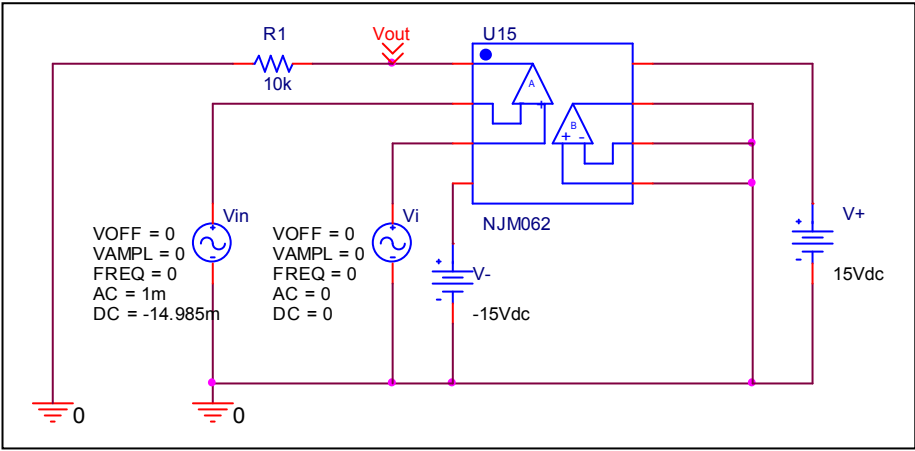 R1
10k
Vout
U15
A
B
- +
+ -
NJM062
Vin
+
-
VOFF = 0
VAMPL = 0
FREQ = 0
AC = 1m
DC = -14.985m
Vi
+
-
VOFF = 0
VAMPL = 0
FREQ = 0
AC = 0
DC = 0
+
V-
-
-15Vdc
V+
+
-
15Vdc
0
0